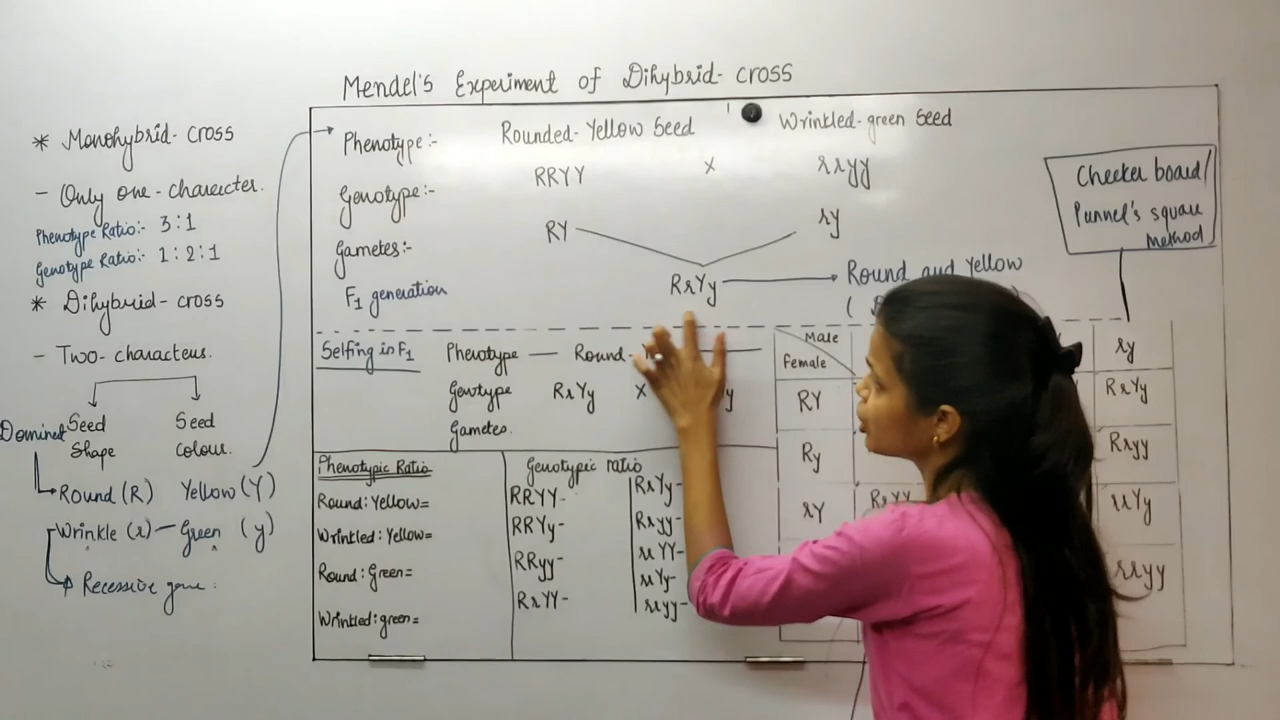 Mendel's Experiment of Dihybrid-cross
* Monohybrid-cross
- Only one-charecter.
Phenotype Ratio:- 3:1
Genotype Ratio:- 1:2:1
* Dihybrid-cross
- Two-characteus.
Seed Shape
Seed colour.
Dominet
Round (R) Yellow (Y)
Wrinkle (r) - Green (y)
Recessive gene:
Phenotype:- Rounded-Yellow Seed Wrinkled-green Seed
Genotype:- RRYY x rryy
Gametes:- RY ry
F1 generation RrYy Round and Yellow
Checker board/
Punnel's square
Method
Selfing in F1 Phenotype — Round-
Genotype RrYy x y
Gametes.
Male
Female
ry
RY RrYy
Ry Rryy
rY RrYY rrYy
rryy
Phenotypic Ratio
Round:Yellow=
Wrinkled:Yellow=
Round:Green=
Wrinkled:green=
Genotypic ratio
RRYY- RrYy-
RRYy- Rryy-
RRyy- rrYY-
RrYY- rrYy-
rryy-